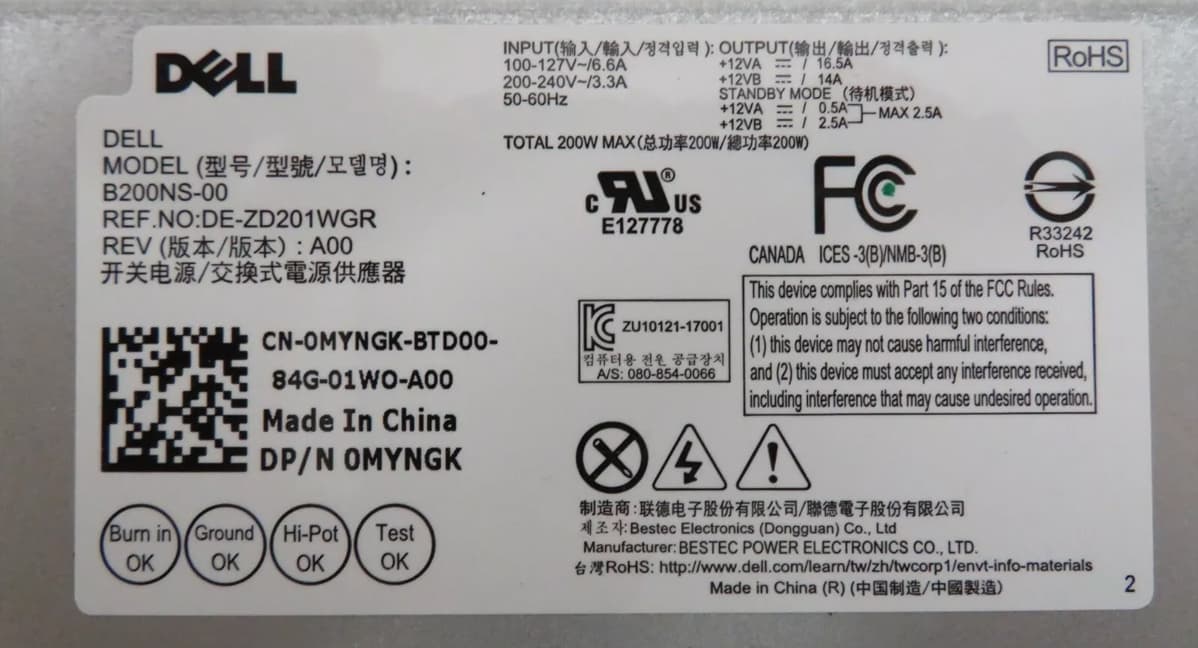 DELL
DELL
MODEL (型号/型號/모델명):
B200NS-00
REF.NO:DE-ZD201WGR
REV (版本/版本) : A00
开关电源/交換式電源供應器
INPUT(输入/輸入/정격입력 ):
100-127V~/6.6A
200-240V~/3.3A
50-60Hz
OUTPUT(输出/輸出/정격출력 ):
+12VA ⎓ / 16.5A
+12VB ⎓ / 14A
STANDBY MODE (待机模式)
+12VA ⎓ / 0.5A
+12VB ⎓ / 2.5A
MAX 2.5A
TOTAL 200W MAX(总功率200W/總功率200W)
RoHS
C UR ® US
E127778
FC
CANADA ICES -3(B)/NMB-3(B)
R33242
RoHS
CN-0MYNGK-BTD00-
84G-01WO-A00
Made In China
DP/N 0MYNGK
KC ZU10121-17001
컴퓨터용 전원 공급장치
A/S: 080-854-0066
This device complies with Part 15 of the FCC Rules.
Operation is subject to the following two conditions:
(1) this device may not cause harmful interference,
and (2) this device must accept any interference received,
including interference that may cause undesired operation.
Burn in OK
Ground OK
Hi-Pot OK
Test OK
制造商:联德电子股份有限公司/聯德電子股份有限公司
제조자:Bestec Electronics (Dongguan) Co., Ltd
Manufacturer: BESTEC POWER ELECTRONICS CO., LTD.
台灣RoHS: http://www.dell.com/learn/tw/zh/twcorp1/envt-info-materials
Made in China (R) (中国制造/中國製造)
2